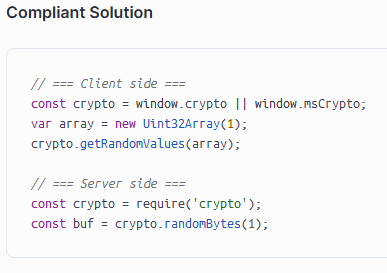 Compliant Solution
// === Client side ===
const crypto = window.crypto || window.msCrypto;
var array = new Uint32Array(1);
crypto.getRandomValues(array);
// === Server side ===
const crypto = require('crypto');
const buf = crypto.randomBytes(1);